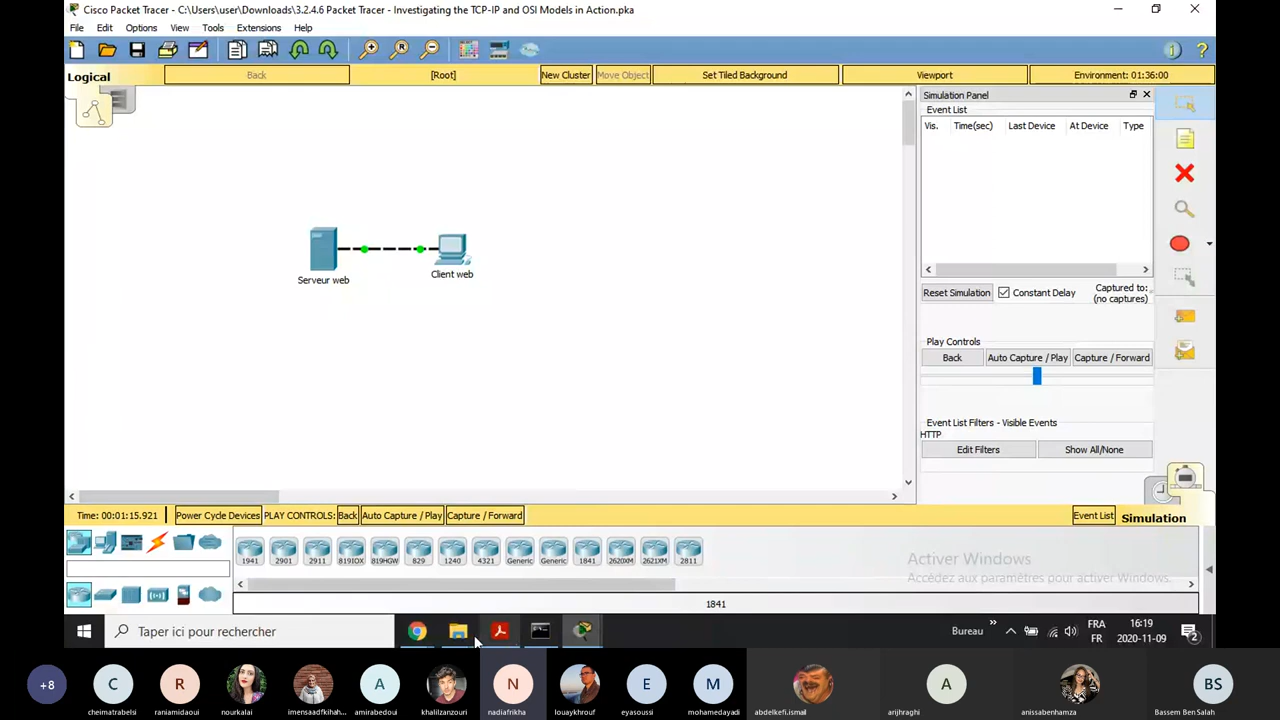 Cisco Packet Tracer - C:\Users\user\Downloads\3.2.4.6 Packet Tracer - Investigating the TCP-IP and OSI Models in Action.pka
File Edit Options View Tools Extensions Help
Logical Back [Root] New Cluster Move Object Set Tiled Background Viewport Environment: 01:36:00
Simulation Panel
Event List
Vis. Time(sec) Last Device At Device Type
Serveur web
Client web
Reset Simulation Constant Delay Captured to:
(no captures)
Play Controls
Back Auto Capture / Play Capture / Forward
Event List Filters - Visible Events
HTTP
Edit Filters Show All/None
Time: 00:01:15.921 Power Cycle Devices PLAY CONTROLS: Back Auto Capture / Play Capture / Forward Event List Simulation
1941 2901 2911 819IOX 819HGW 829 1240 4321 Generic Generic 1841 2620XM 2621XM 2811
Activer Windows
Accédez aux paramètres pour activer Windows.
1841
Taper ici pour rechercher
Bureau
FRA
FR
16:19
2020-11-09
2
+8 C R A N E M A BS
cheimatrabelsi raniamidaoui nourkalai imensaadfkihah... amirabedoui khalilzanzouri nadiafrikha louaykhrouf eyasoussi mohamedayadi abdelkefi.ismail arijhraghi anissabenhamza Bassem Ben Salah